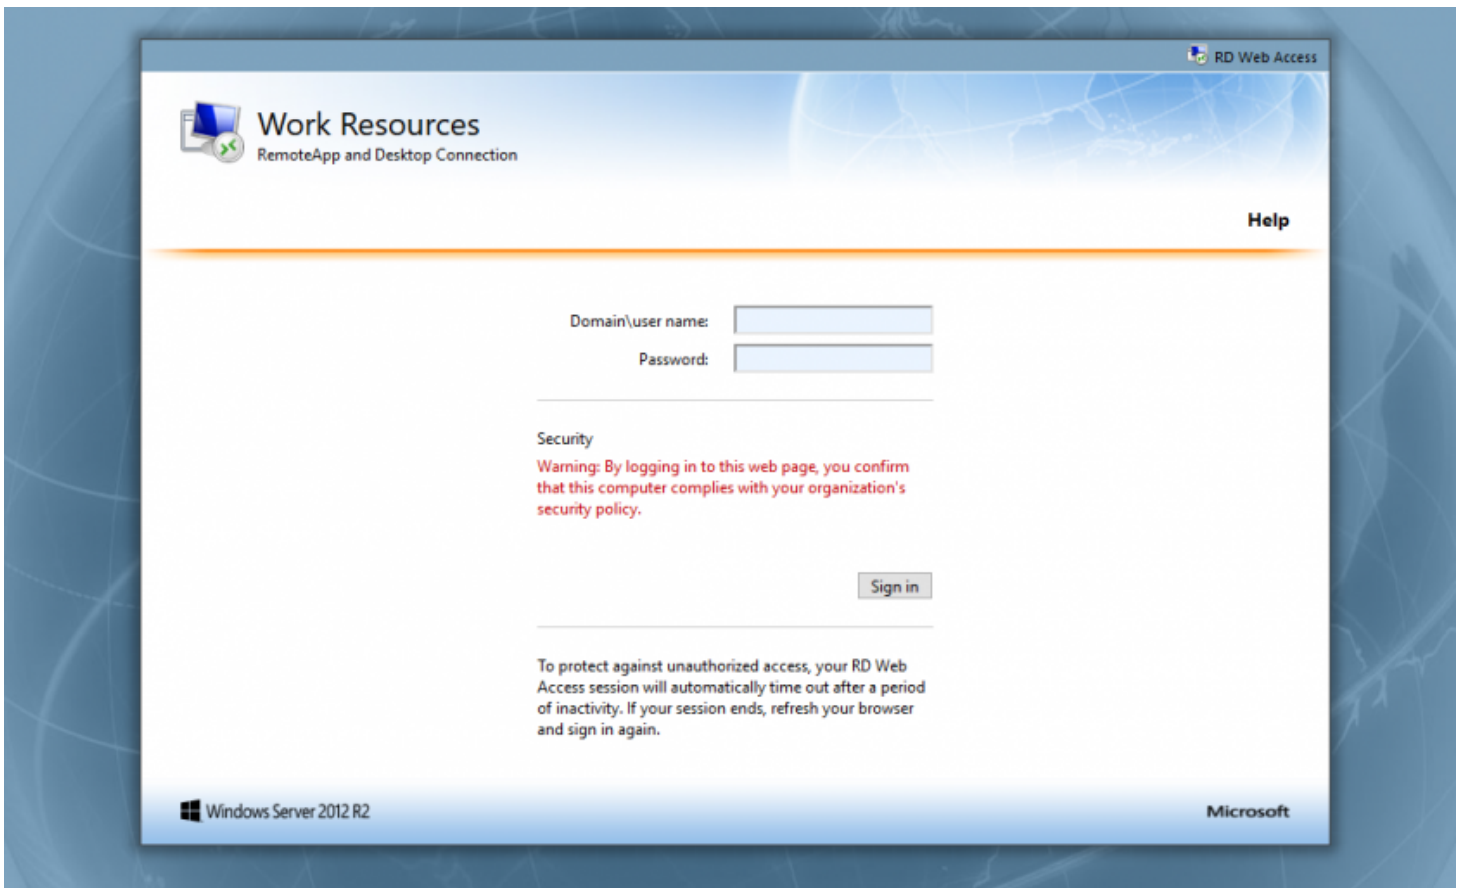 RD Web Access
Work Resources
RemoteApp and Desktop Connection
Help
Domain\user name:
Password:
Security
Warning: By logging in to this web page, you confirm
that this computer complies with your organization's
security policy.
Sign in
To protect against unauthorized access, your RD Web
Access session will automatically time out after a period
of inactivity. If your session ends, refresh your browser
and sign in again.
Windows Server 2012 R2
Microsoft